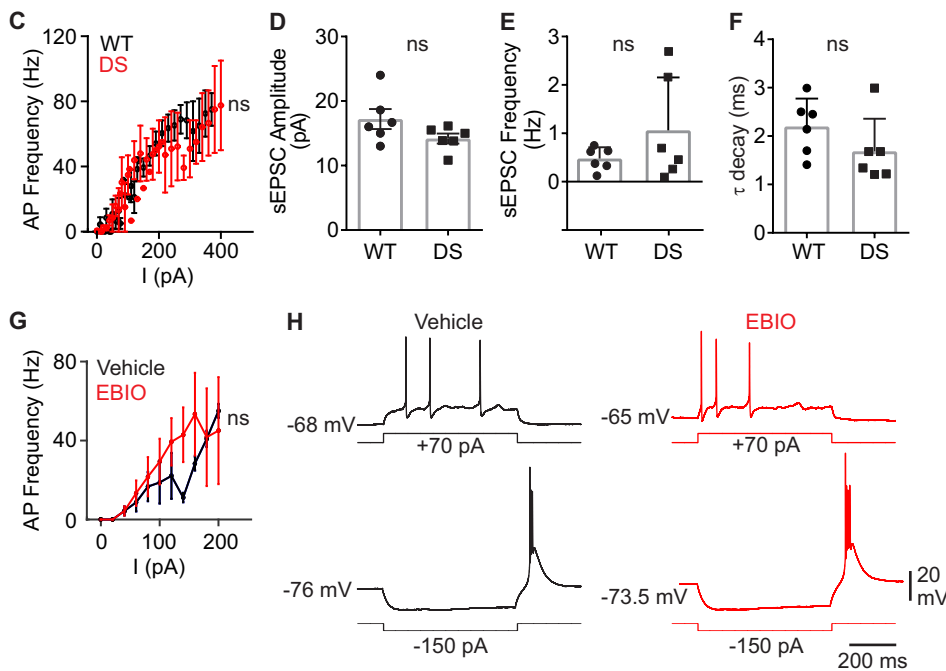 C
WT
DS
AP Frequency (Hz)
120
80
40
0
ns
0 200 400
I (pA)
D
ns
sEPSC Amplitude
(pA)
30
20
10
0
WT DS
E
ns
sEPSC Frequency
(Hz)
3
2
1
0
WT DS
F
ns
τ decay (ms)
4
3
2
1
0
WT DS
G
Vehicle
EBIO
AP Frequency (Hz)
80
40
0
ns
0 100 200
I (pA)
H
Vehicle
EBIO
-68 mV
+70 pA
-65 mV
+70 pA
-76 mV
-150 pA
-73.5 mV
-150 pA
20
mV
200 ms